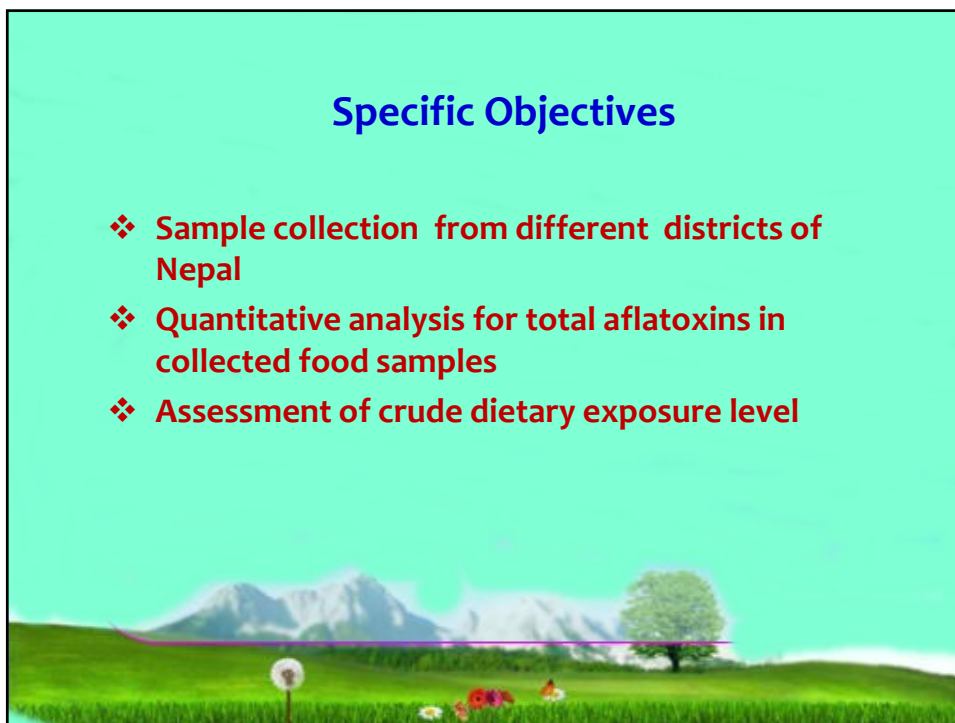 Specific Objectives
❖ Sample collection from different districts of
Nepal
❖ Quantitative analysis for total aflatoxins in
collected food samples
❖ Assessment of crude dietary exposure level